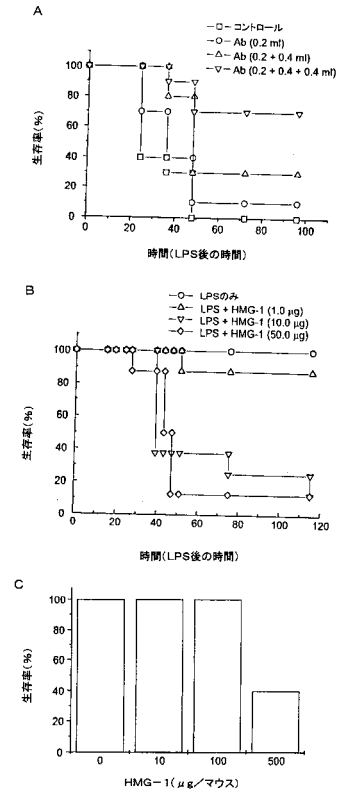 A
コントロール
Ab (0.2 ml)
Ab (0.2 + 0.4 ml)
Ab (0.2 + 0.4 + 0.4 ml)
100
80
60
40
20
0
生存率(%)
0 20 40 60 80 100
時間(LPS後の時間)
B
LPSのみ
LPS + HMG-1 (1.0 μg)
LPS + HMG-1 (10.0 μg)
LPS + HMG-1 (50.0 μg)
100
80
60
40
20
0
生存率(%)
0 20 40 60 80 100 120
時間(LPS後の時間)
C
100
80
60
40
20
0
生存率(%)
0 10 100 500
HMG-1(μg/マウス)